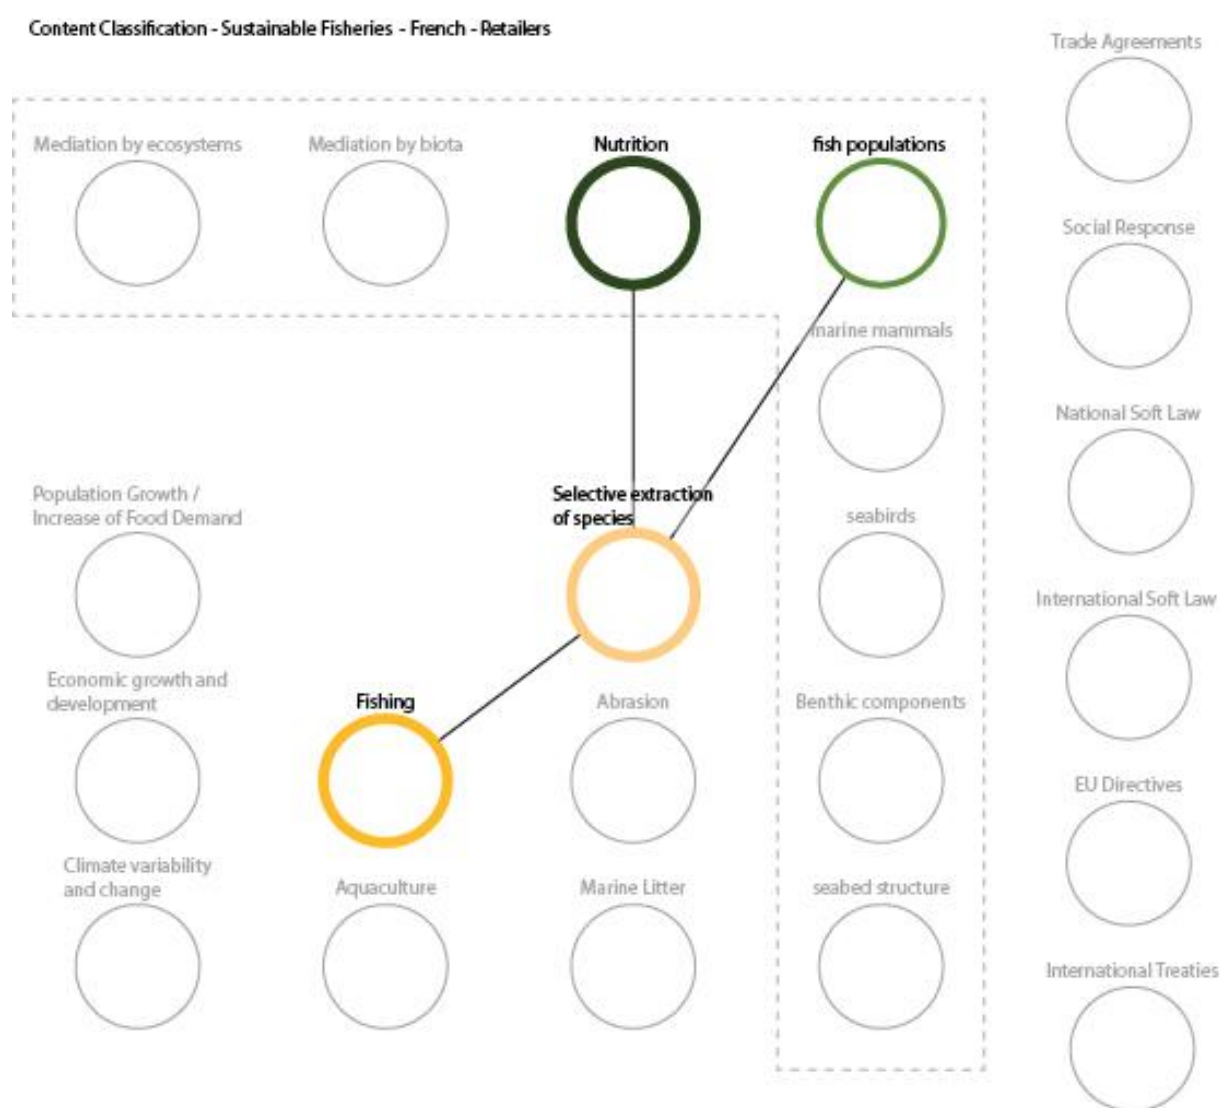 Content Classification - Sustainable Fisheries - French - Retailers
Trade Agreements
Mediation by ecosystems
Mediation by biota
Nutrition
fish populations
Social Response
marine mammals
National Soft Law
Population Growth /
Increase of Food Demand
Selective extraction
of species
seabirds
International Soft Law
Economic growth and
development
Fishing
Abrasion
Benthic components
EU Directives
Climate variability
and change
Aquaculture
Marine Litter
seabed structure
International Treaties